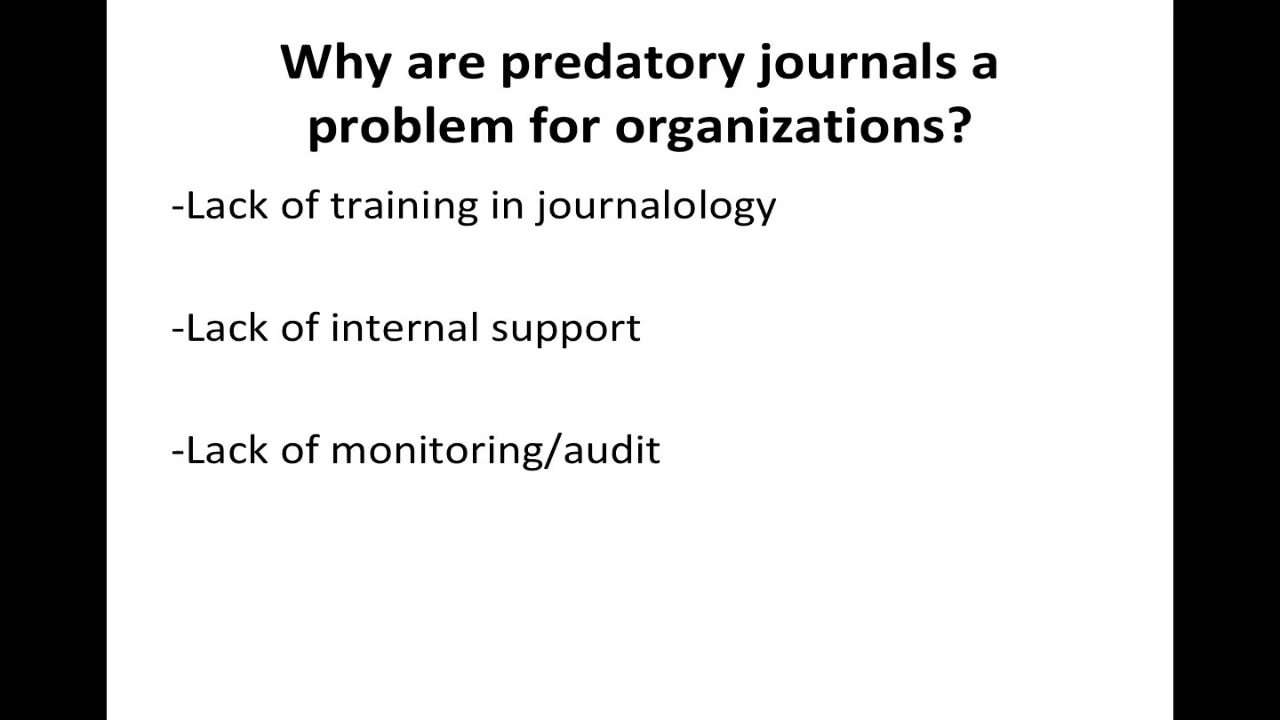 Why are predatory journals a
problem for organizations?
-Lack of training in journalology
-Lack of internal support
-Lack of monitoring/audit